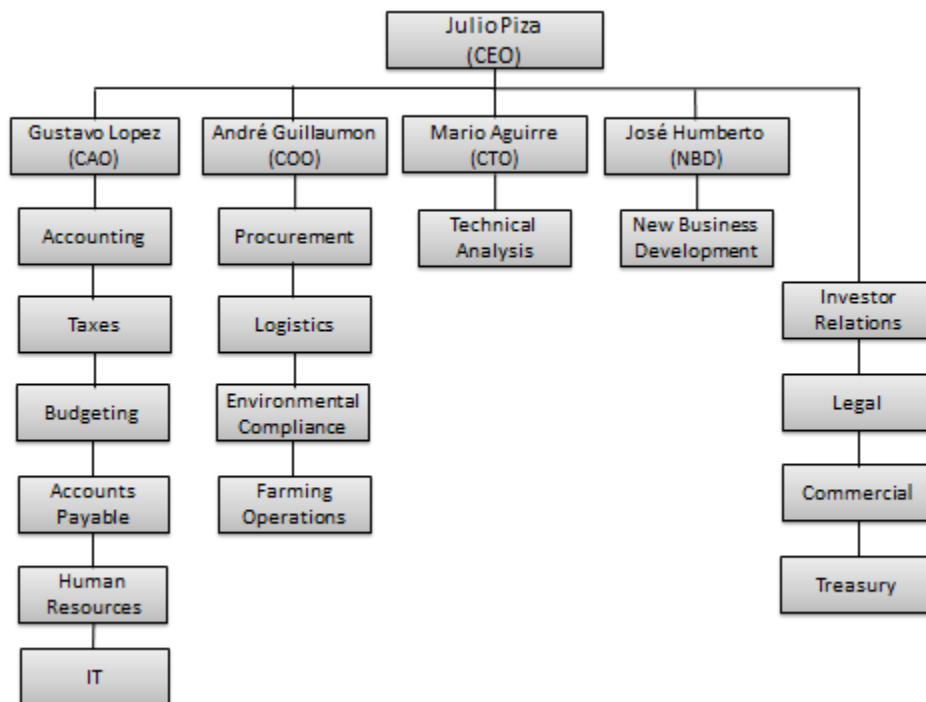 Julio Piza
(CEO)
Gustavo Lopez
(CAO)
André Guillaumon
(COO)
Mario Aguirre
(CTO)
José Humberto
(NBD)
Accounting
Procurement
Technical
Analysis
New Business
Development
Taxes
Logistics
Investor
Relations
Budgeting
Environmental
Compliance
Legal
Accounts
Payable
Farming
Operations
Commercial
Human
Resources
Treasury
IT